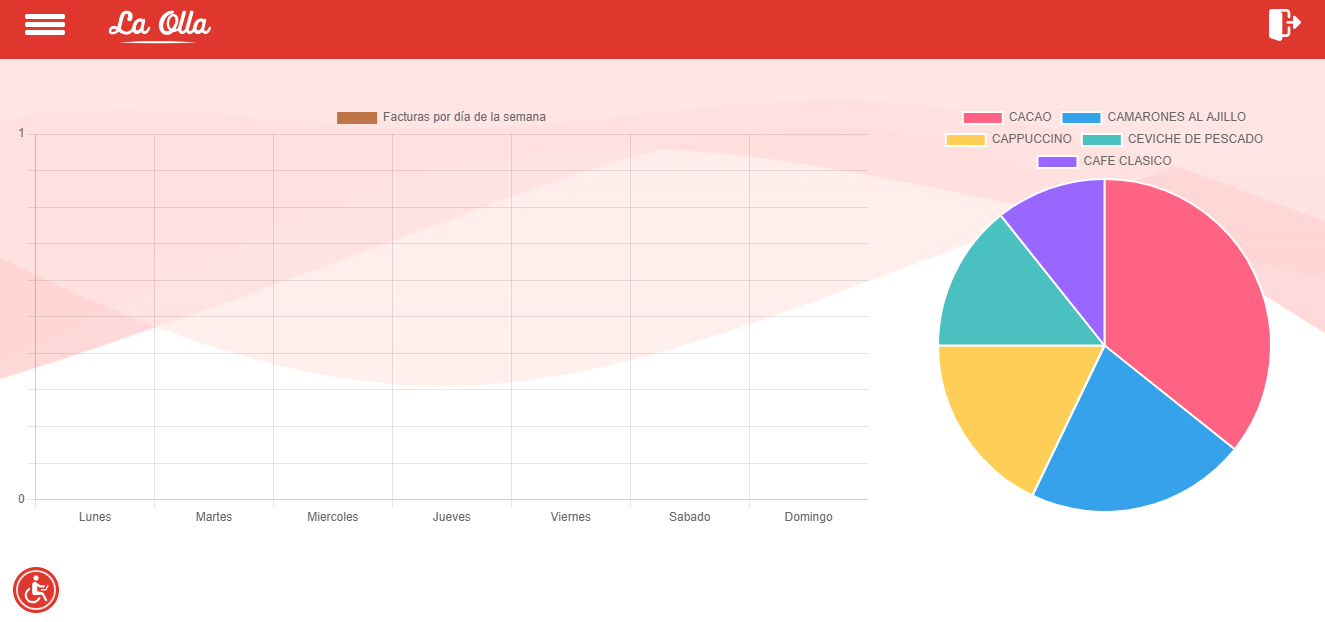 La Olla
Facturas por día de la semana
1
0
Lunes Martes Miercoles Jueves Viernes Sabado Domingo
CACAO CAMARONES AL AJILLO
CAPPUCCINO CEVICHE DE PESCADO
CAFE CLASICO